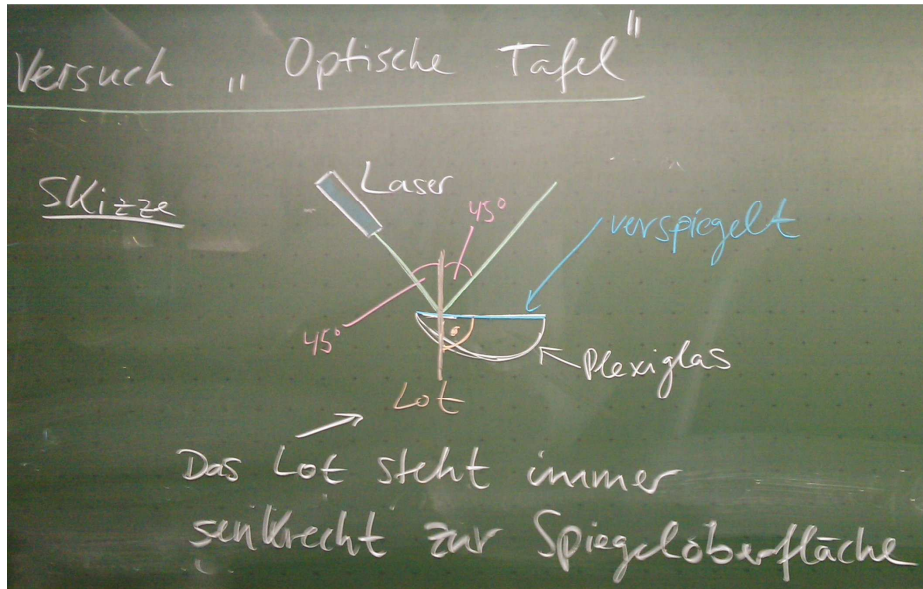 Versuch „Optische Tafel"
Skizze
Laser
45°
verspiegelt
45°
Plexiglas
Lot
Das Lot steht immer
senkrecht zur Spiegeloberfläche